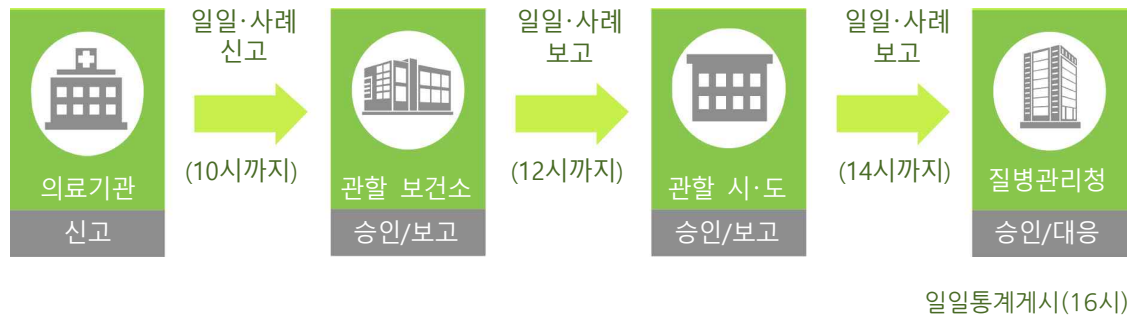 일일·사례
신고
일일·사례
보고
일일·사례
보고
(10시까지)
(12시까지)
(14시까지)
의료기관
관할 보건소
관할 시·도
질병관리청
신고
승인/보고
승인/보고
승인/대응
일일통계게시(16시)